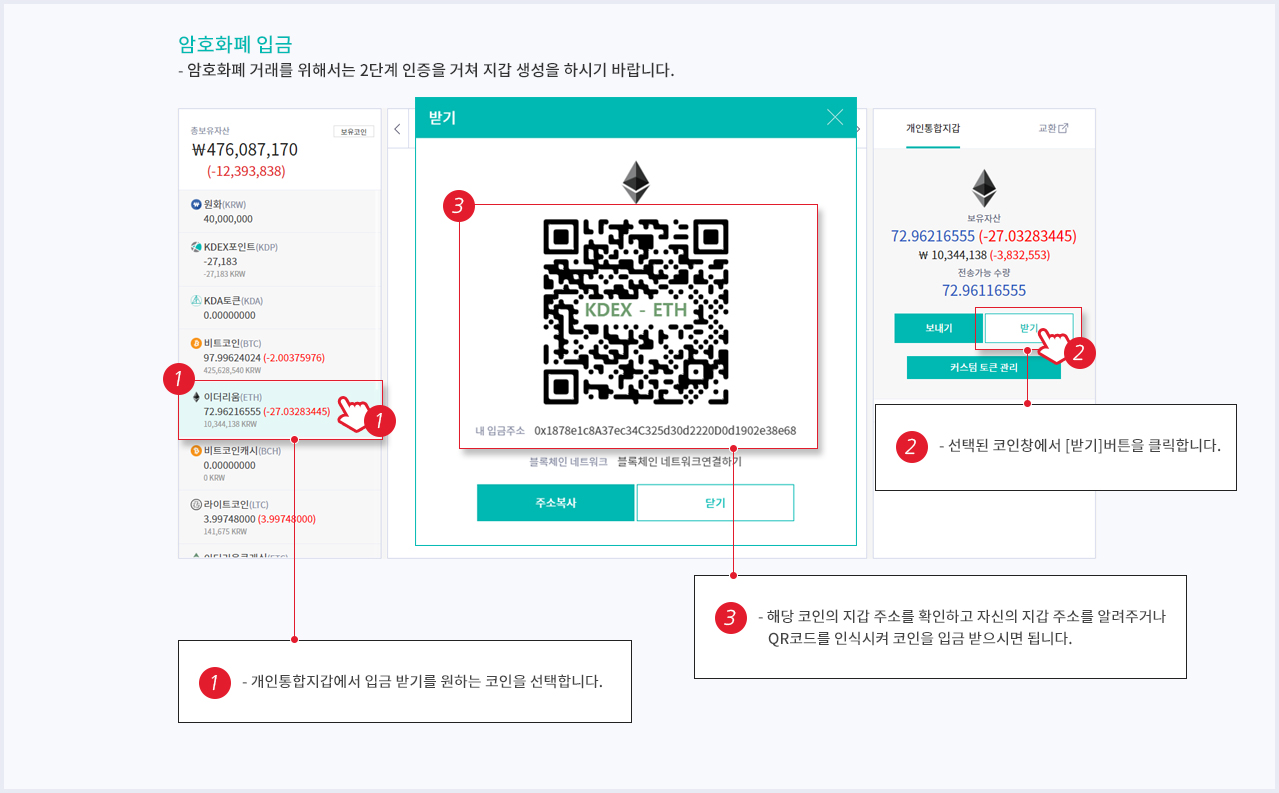 암호화폐 입금
- 암호화폐 거래를 위해서는 2단계 인증을 거쳐 지갑 생성을 하시기 바랍니다.
총보유자산
보유코인
₩476,087,170
(-12,393,838)
원화(KRW)
40,000,000
KDEX포인트(KDP)
-27,183
-27,183 KRW
KDA토큰(KDA)
0.00000000
비트코인(BTC)
97.99624024 (-2.00375976)
425,628,540 KRW
1
이더리움(ETH)
72.96216555 (-27.03283445)
10,344,138 KRW
1
비트코인캐시(BCH)
0.00000000
0 KRW
라이트코인(LTC)
3.99748000 (3.99748000)
141,675 KRW
이더리움클래식(ETC)
받기
3
KDEX - ETH
내 입금주소 0x1878e1c8A37ec34C325d30d2220D0d1902e38e68
블록체인 네트워크 블록체인 네트워크연결하기
주소복사
닫기
개인통합지갑
교환
보유자산
72.96216555 (-27.03283445)
₩ 10,344,138 (-3,832,553)
전송가능 수량
72.96116555
보내기
받기
2
커스텀 토큰 관리
2 - 선택된 코인창에서 [받기]버튼을 클릭합니다.
3 - 해당 코인의 지갑 주소를 확인하고 자신의 지갑 주소를 알려주거나
QR코드를 인식시켜 코인을 입금 받으시면 됩니다.
1 - 개인통합지갑에서 입금 받기를 원하는 코인을 선택합니다.